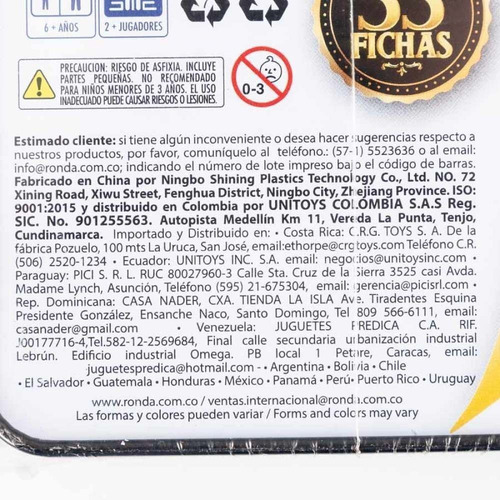 33
FICHAS
6 + AÑOS
2 + JUGADORES
0-3
PRECAUCION: RIESGO DE ASFIXIA. INCLUYE
PARTES PEQUEÑAS. NO RECOMENDADO
PARA NIÑOS MENORES DE 3 AÑOS. EL USO
INADECUADO PUEDE CAUSAR RIESGOS O LESIONES.
Estimado cliente: si tiene algún inconveniente o desea hacer sugerencias respecto a
nuestros productos, por favor, comuníquelo al teléfono.: (57-1) 5523636 o al email:
info@ronda.com.co; indicando el número de lote impreso bajo el código de barras.
Fabricado en China por Ningbo Shining Plastics Technology Co., Ltd. NO. 72
Xining Road, Xiwu Street, Fenghua District, Ningbo City, Zhejiang Province. ISO:
9001:2015 y distribuido en Colombia por UNITOYS COLOMBIA S.A.S Reg.
SIC. No. 901255563. Autopista Medellín Km 11, Vereda La Punta, Tenjo,
Cundinamarca. Importado y Distribuido en: • Costa Rica: C.R.G. TOYS S. A. De la
fábrica Pozuelo, 100 mts La Uruca, San José, email:ethorpe@crgtoys.com Teléfono C.R.
(506) 2520-1234 • Ecuador: UNITOYS INC. S.A. email: negocios@unitoysinc.com •
Paraguay: PICI S. R. L. RUC 80027960-3 Calle Sta. Cruz de la Sierra 3525 casi Avda.
Madame Lynch, Asunción, Teléfono (595) 21-675304, email: gerencia@picisrl.com •
Rep. Dominicana: CASA NADER, CXA. TIENDA LA ISLA Ave. Tiradentes Esquina
Presidente González, Ensanche Naco, Santo Domingo, Tel 809 566-6111, email:
casanader@gmail.com • Venezuela: JUGUETES PREDICA C.A. RIF.
J00177716-4,Telf.,582-12-2569684, Final calle secundaria urbanización industrial
Lebrún. Edificio industrial Omega. PB local 1 Petare, Caracas, email:
juguetespredica@hotmail.com - • Argentina • Bolivia • Chile
• El Salvador • Guatemala • Honduras • México • Panamá • Perú • Puerto Rico • Uruguay
www.ronda.com.co / ventas.internacional@ronda.com.co
Las formas y colores pueden variar / Forms and colors may vary